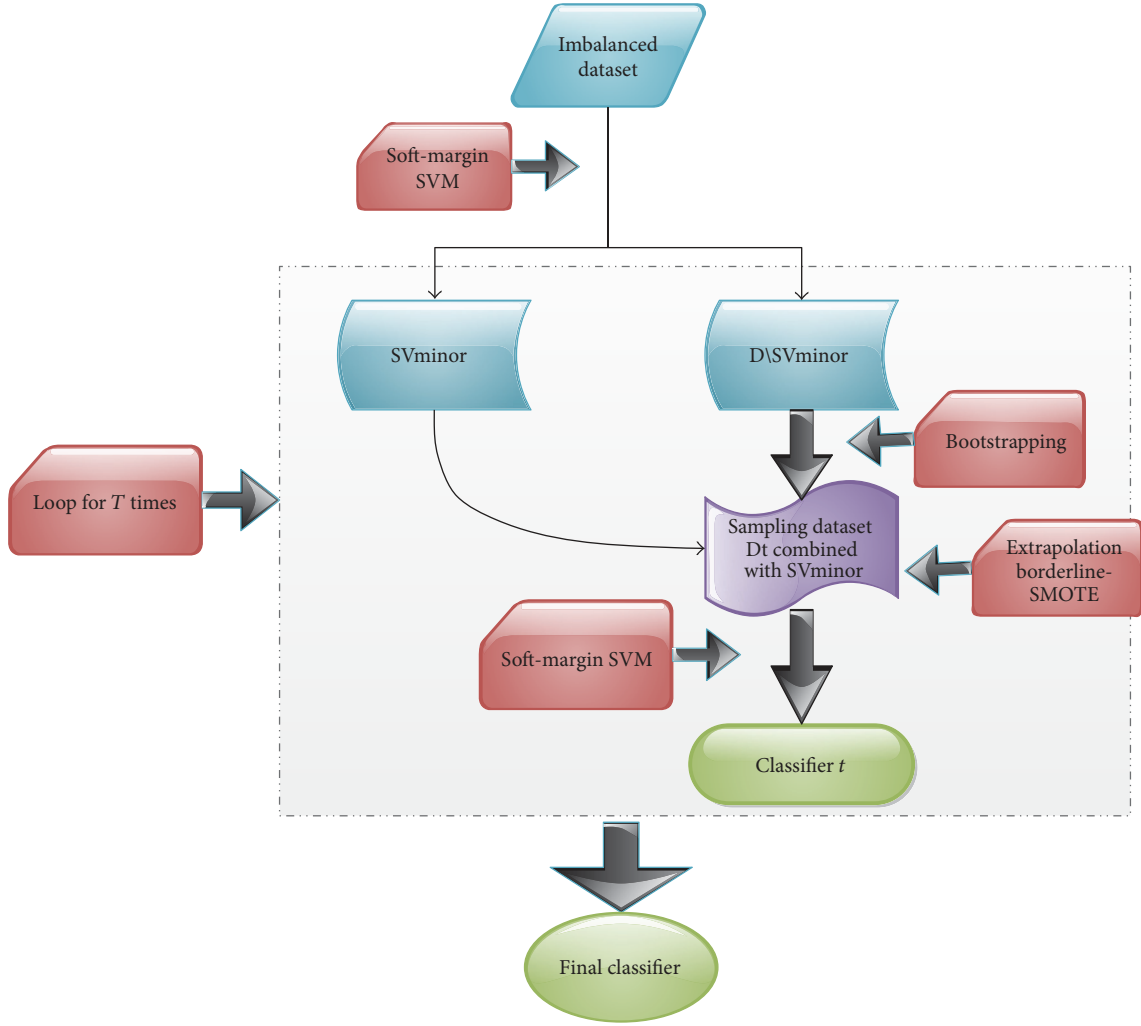 Imbalanced
dataset
Soft-margin
SVM
SVminor
D\SVminor
Bootstrapping
Loop for T times
Sampling dataset
Dt combined
with SVminor
Extrapolation
borderline-
SMOTE
Soft-margin SVM
Classifier t
Final classifier